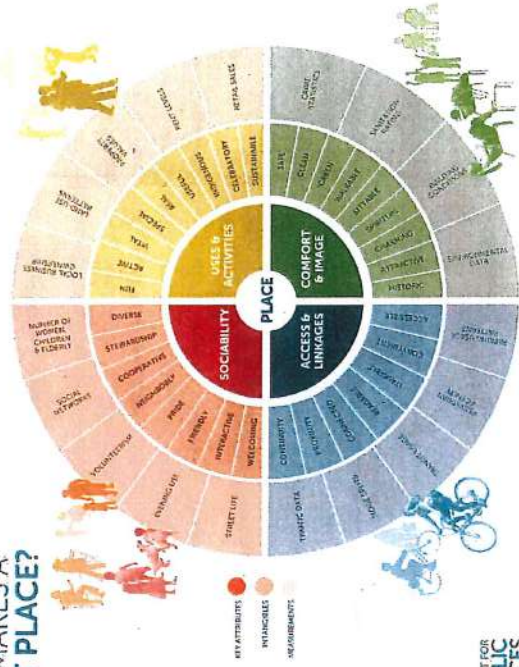 MAKES A
PLACE?
PLACE
SOCIABILITY
USES &
ACTIVITIES
ACCESS &
LINKAGES
COMFORT
& IMAGE
DIVERSE
STEWARDSHIP
COOPERATIVE
NEIGHBORLY
PRIDE
FRIENDLY
INTERACTIVE
WELCOMING
FUN
ACTIVE
VITAL
SPECIAL
REAL
USEFUL
INDIGENOUS
CELEBRATORY
SUSTAINABLE
SAFE
CLEAN
GREEN
WALKABLE
SITTABLE
SPIRITUAL
CHARMING
ATTRACTIVE
HISTORIC
CONTINUITY
PROXIMITY
CONNECTED
READABLE
WALKABLE
CONVENIENT
ACCESSIBLE
NUMBER OF
WOMEN,
CHILDREN
& ELDERLY
SOCIAL
NETWORKS
VOLUNTEERISM
EVENING USE
STREET LIFE
LOCAL BUSINESS
OWNERSHIP
LAND-USE
PATTERNS
PROPERTY
VALUES
RENT LEVELS
RETAIL SALES
CRIME
STATISTICS
SANITATION
RATING
BUILDING
CONDITIONS
ENVIRONMENTAL
DATA
TRAFFIC DATA
MODE SPLITS
TRANSIT USAGE
PEDESTRIAN
ACTIVITY
PARKING USAGE
PATTERNS
KEY ATTRIBUTES
INTANGIBLES
MEASUREMENTS